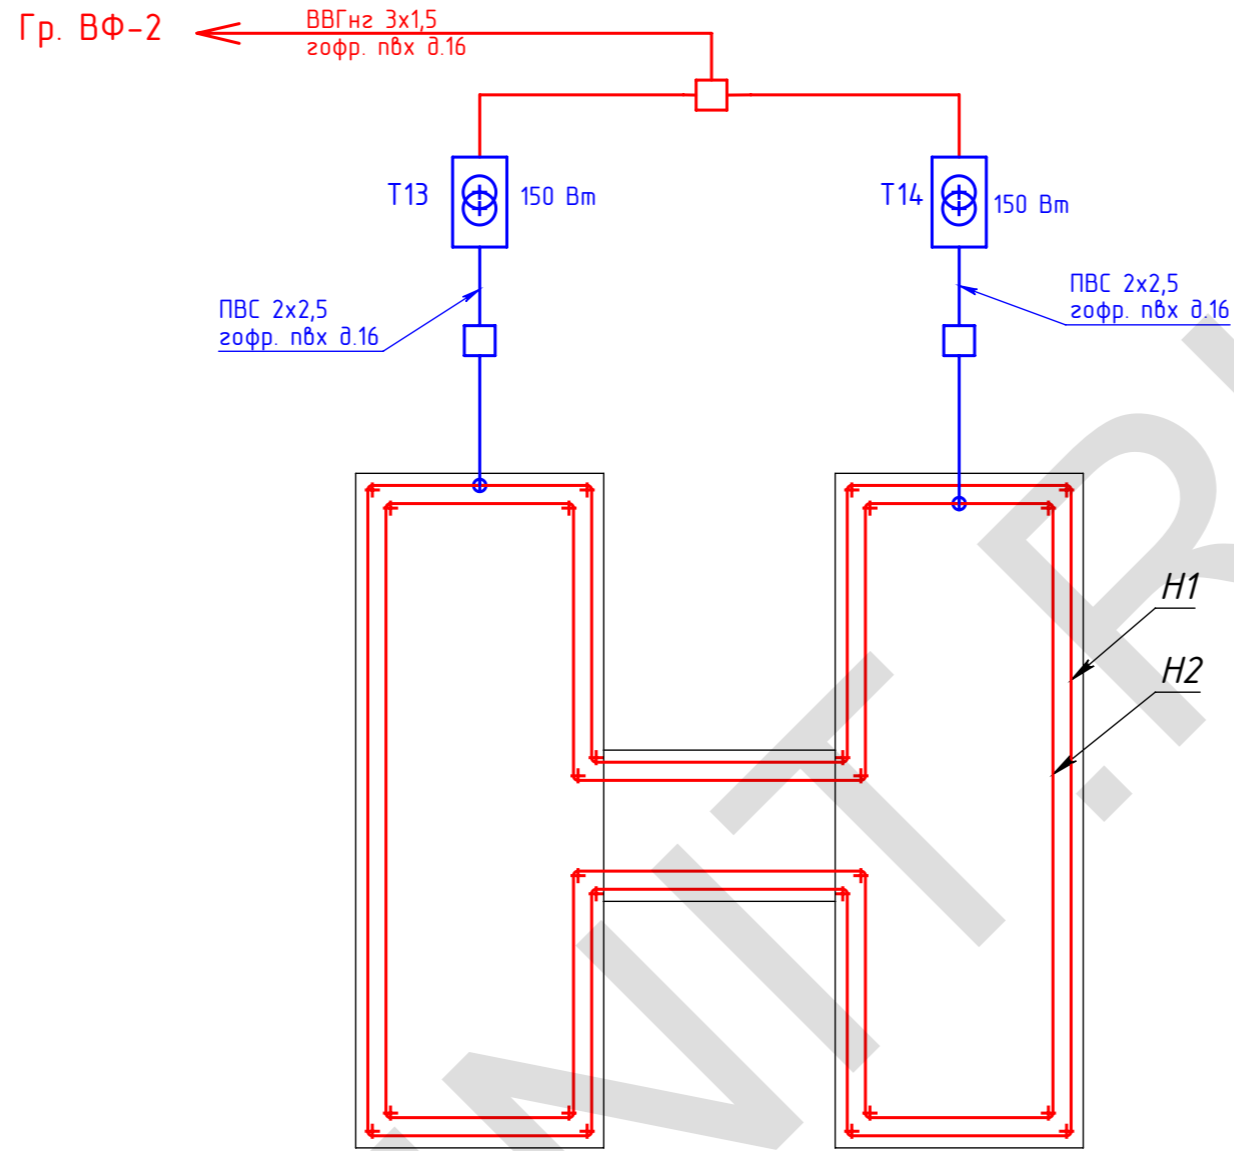 Гр. ВФ-2
ВВГнг 3х1,5
гофр. пвх д.16
Т13
150 Вт
Т14
150 Вт
ПВС 2х2,5
гофр. пвх д.16
ПВС 2х2,5
гофр. пвх д.16
Н1
Н2